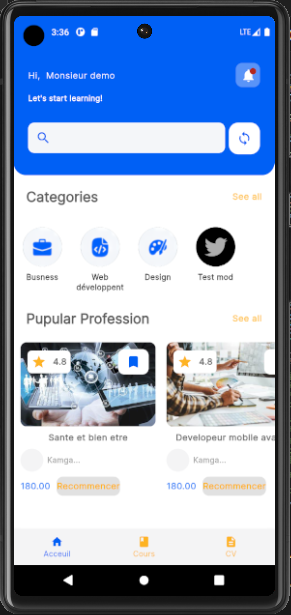 3:36 LTE
Hi, Monsieur demo
Let's start learning!
Categories See all
Busness Web développent Design Test mod
Pupular Profession See all
4.8 4.8
Sante et bien etre Developeur mobile ava
Kamga... Kamga...
180.00 Recommencer 180.00 Recommencer
Acceuil Cours CV